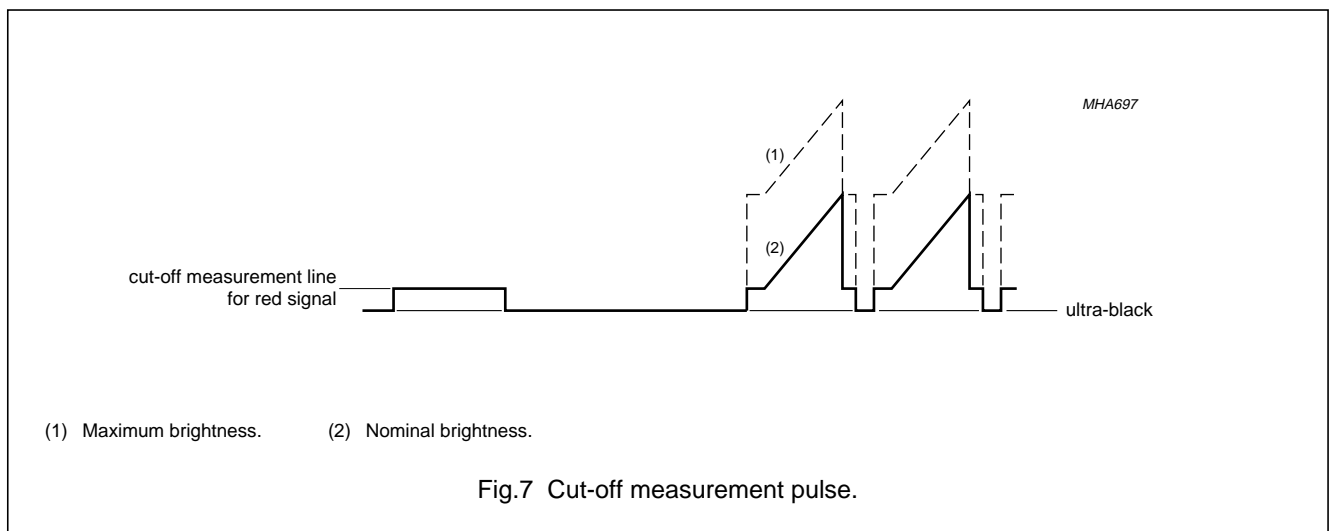 MHA697
(1)
(2)
cut-off measurement line
for red signal
ultra-black
(1) Maximum brightness. (2) Nominal brightness.
Fig.7 Cut-off measurement pulse.